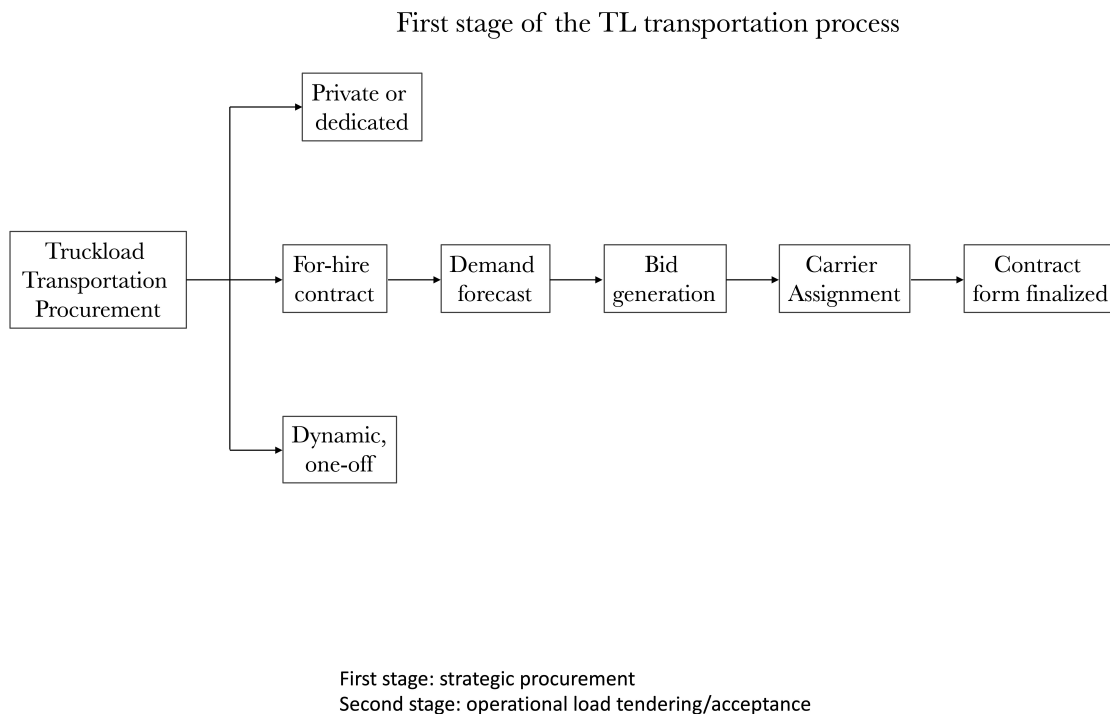 First stage of the TL transportation process
Private or
dedicated
Truckload
Transportation
Procurement
For-hire
contract
Demand
forecast
Bid
generation
Carrier
Assignment
Contract
form finalized
Dynamic,
one-off
First stage: strategic procurement
Second stage: operational load tendering/acceptance